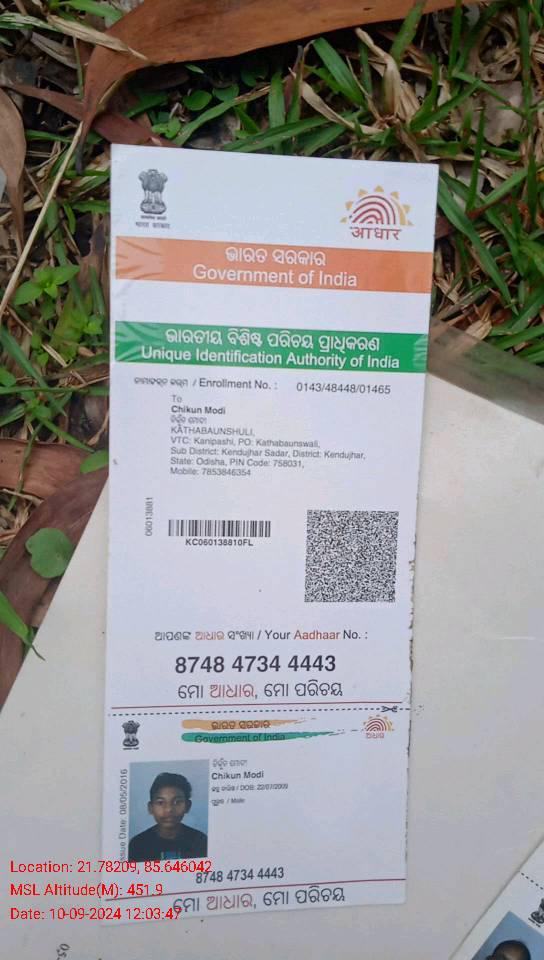 भारत सरकार
आधार
ଭାରତ ସରକାର
Government of India
ଭାରତୀୟ ବିଶିଷ୍ଟ ପରିଚୟ ପ୍ରାଧିକରଣ
Unique Identification Authority of India
/ Enrollment No. : 0143/48448/01465
To
Chikun Modi
KATHABAUNSHULI,
VTC: Kanipashi, PO: Kathabaunswali,
Sub District: Kendujhar Sadar, District: Kendujhar,
State: Odisha, PIN Code: 758031,
Mobile: 7853846354
06013881
KC060138810FL
ଆପଣଙ୍କ ଆଧାର ସଂଖ୍ୟା / Your Aadhaar No. :
8748 4734 4443
ମୋ ଆଧାର, ମୋ ପରିଚୟ
ଭାରତ ସରକାର
Government of India
ଆଧାର
Issue Date: 08/05/2016
Chikun Modi
/ DOB: 22/07/2009
ପୁରୁଷ / Male
8748 4734 4443
ମୋ ଆଧାର, ମୋ ପରିଚୟ
Location: 21.78209, 85.646042
MSL Altitude(M): 451.9
Date: 10-09-2024 12:03:47